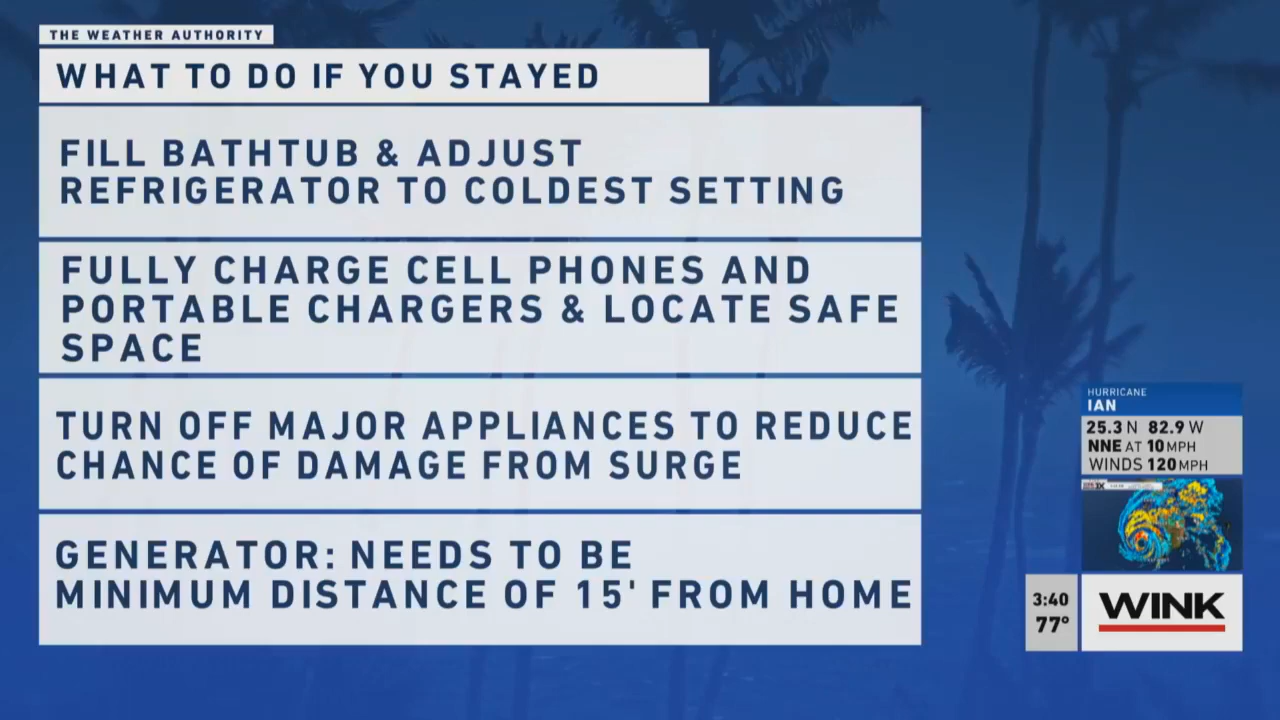 THE WEATHER AUTHORITY
WHAT TO DO IF YOU STAYED
FILL BATHTUB & ADJUST
REFRIGERATOR TO COLDEST SETTING
FULLY CHARGE CELL PHONES AND
PORTABLE CHARGERS & LOCATE SAFE
SPACE
TURN OFF MAJOR APPLIANCES TO REDUCE
CHANCE OF DAMAGE FROM SURGE
GENERATOR: NEEDS TO BE
MINIMUM DISTANCE OF 15' FROM HOME
HURRICANE
IAN
25.3 N 82.9 W
NNE AT 10 MPH
WINDS 120 MPH
3:40
77°
WINK